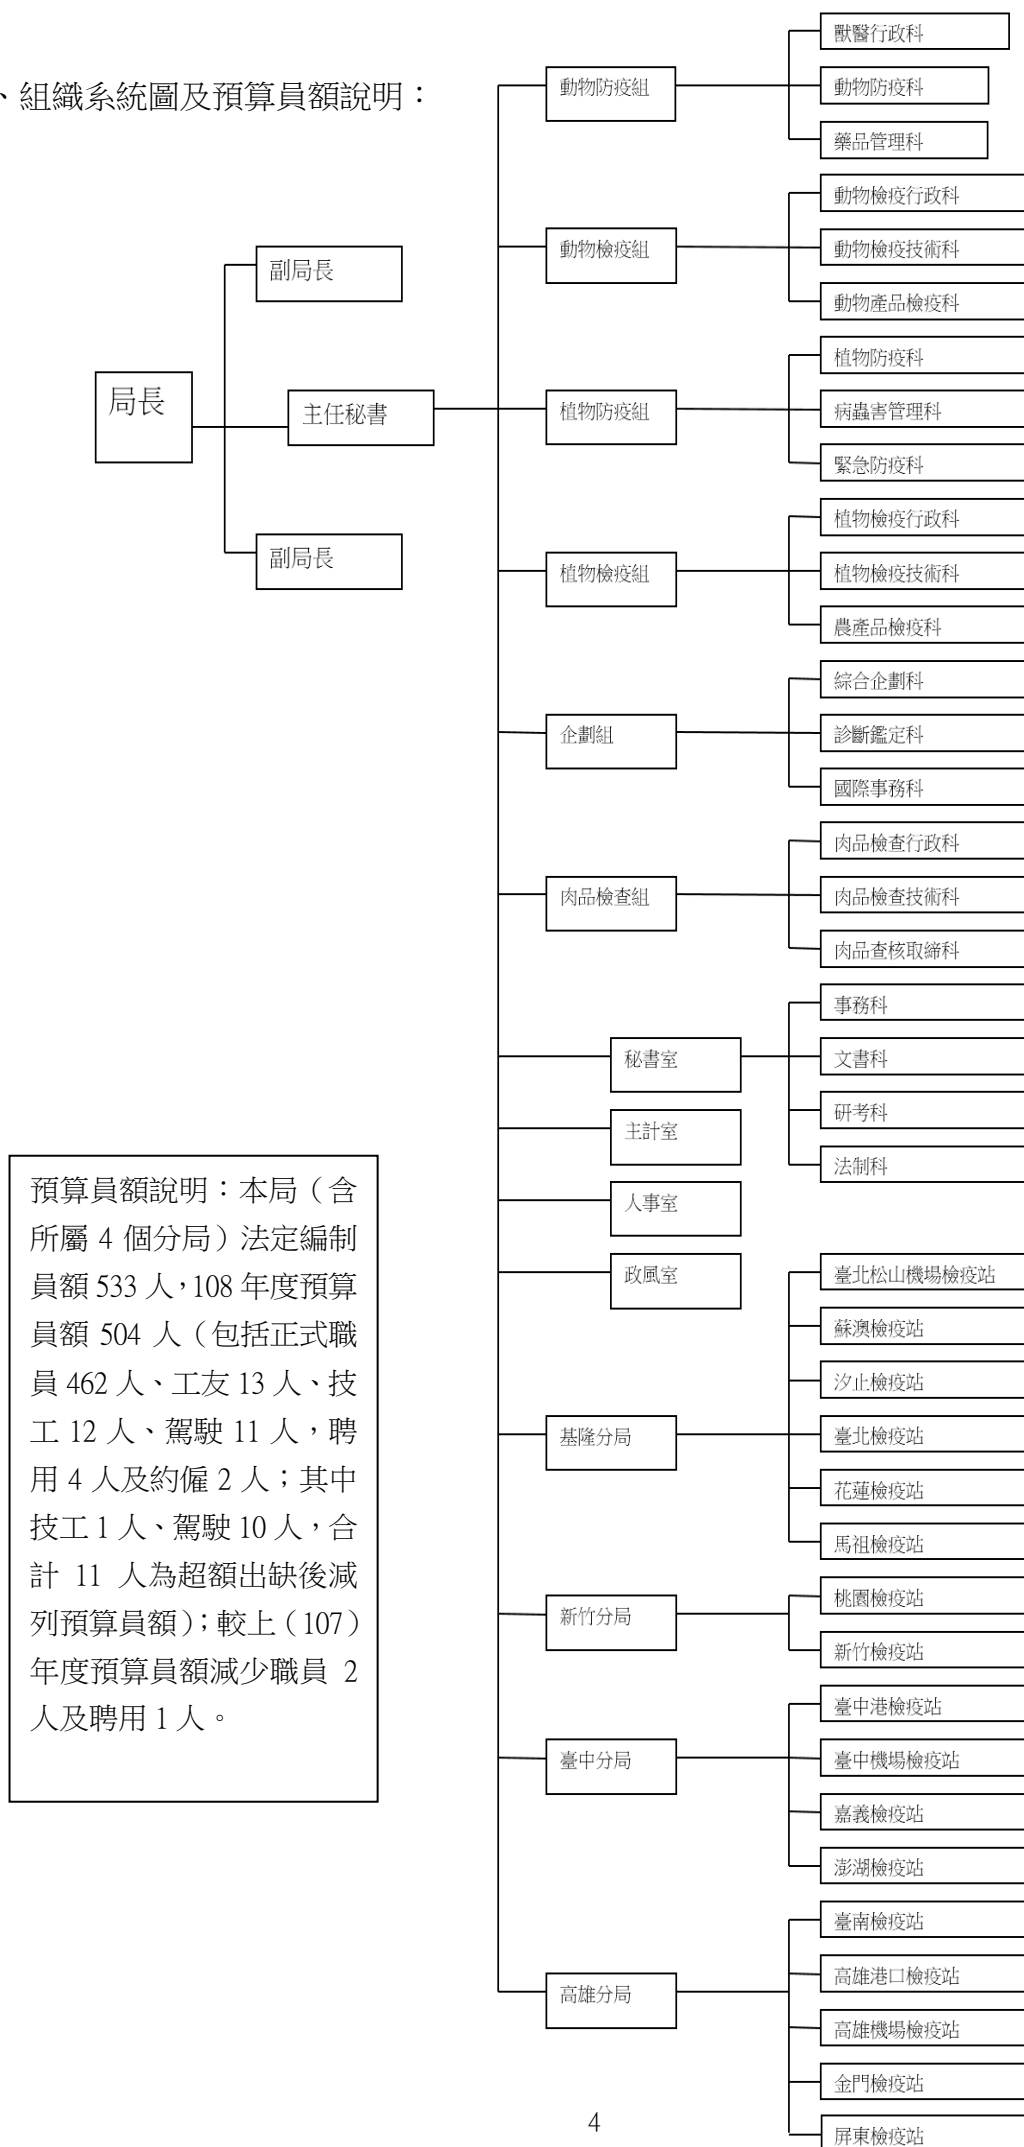 、組織系統圖及預算員額說明：
局長
副局長
主任秘書
副局長
動物防疫組
獸醫行政科
動物防疫科
藥品管理科
動物檢疫組
動物檢疫行政科
動物檢疫技術科
動物產品檢疫科
植物防疫組
植物防疫科
病蟲害管理科
緊急防疫科
植物檢疫組
植物檢疫行政科
植物檢疫技術科
農產品檢疫科
企劃組
綜合企劃科
診斷鑑定科
國際事務科
肉品檢查組
肉品檢查行政科
肉品檢查技術科
肉品查核取締科
秘書室
事務科
文書科
研考科
法制科
主計室
人事室
政風室
基隆分局
臺北松山機場檢疫站
蘇澳檢疫站
汐止檢疫站
臺北檢疫站
花蓮檢疫站
馬祖檢疫站
新竹分局
桃園檢疫站
新竹檢疫站
臺中分局
臺中港檢疫站
臺中機場檢疫站
嘉義檢疫站
澎湖檢疫站
高雄分局
臺南檢疫站
高雄港口檢疫站
高雄機場檢疫站
金門檢疫站
屏東檢疫站
預算員額說明：本局（含
所屬 4 個分局）法定編制
員額 533 人，108 年度預算
員額 504 人（包括正式職
員 462 人、工友 13 人、技
工 12 人、駕駛 11 人，聘
用 4 人及約僱 2 人；其中
技工 1 人、駕駛 10 人，合
計 11 人為超額出缺後減
列預算員額）；較上（107）
年度預算員額減少職員 2
人及聘用 1 人。
4